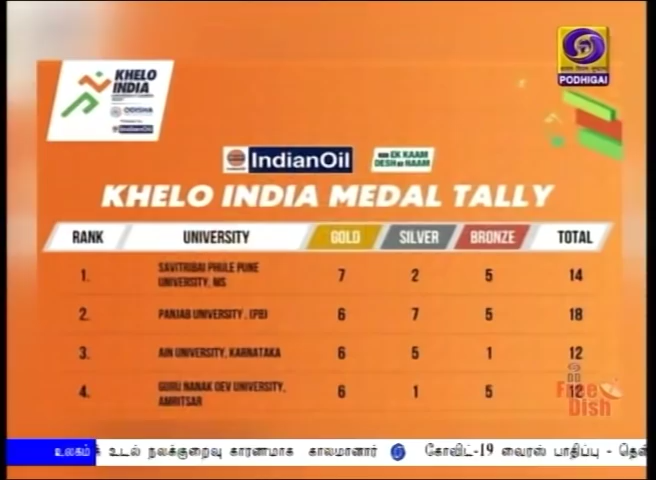 KHELO
INDIA
ODISHA
IndianOil
PODHIGAI
IndianOil
EK KAAM
DESH KE NAAM
KHELO INDIA MEDAL TALLY
RANK UNIVERSITY GOLD SILVER BRONZE TOTAL
1. SAVITRIBAI PHULE PUNE UNIVERSITY, MS 7 2 5 14
2. PANJAB UNIVERSITY, (PB) 6 7 5 18
3. AIN UNIVERSITY, KARNATAKA 6 5 1 12
4. GURU NANAK DEV UNIVERSITY, AMRITSAR 6 1 5 12
DD
Free
Dish
உலகம் உடல் நலக்குறைவு காரணமாக காலமானார் கோவிட்-19 வைரஸ் பாதிப்பு - தென்